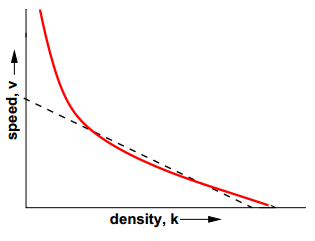 speed, v
density, k